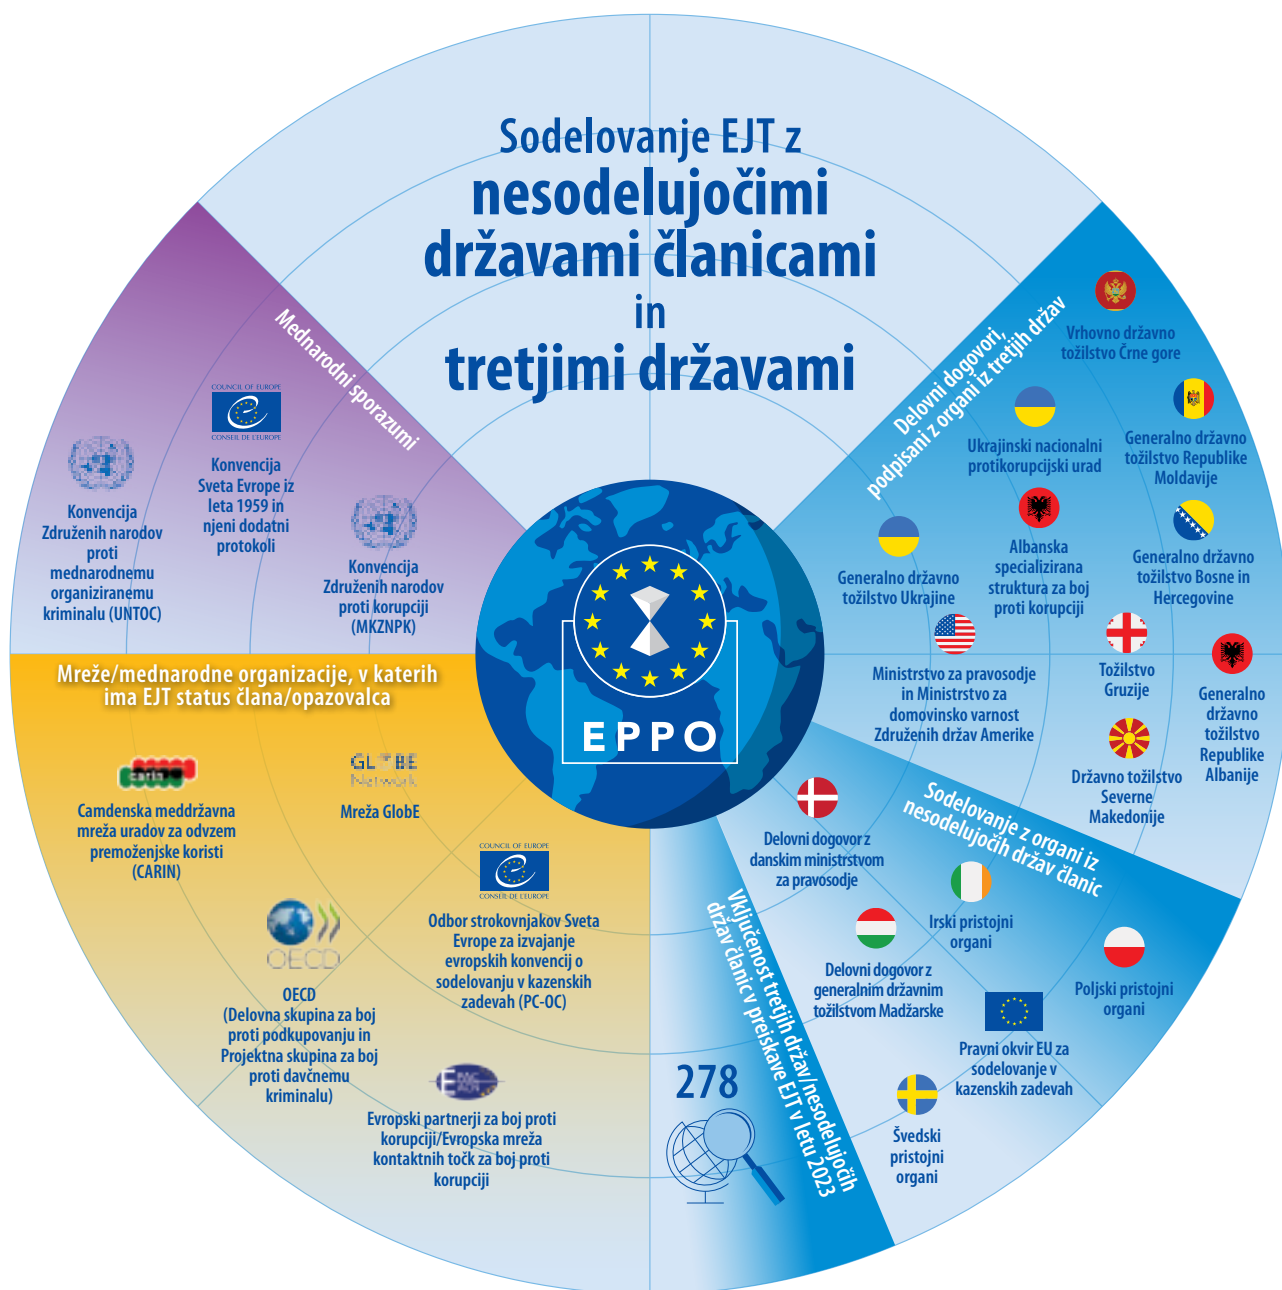 Sodelovanje EJT z
nesodelujočimi
državami članicami
in
tretjimi državami
Mednarodni sporazumi
COUNCIL OF EUROPE
CONSEIL DE L'EUROPE
Konvencija
Združenih narodov
proti
mednarodnemu
organiziranemu
kriminalu (UNTOC)
Konvencija
Sveta Evrope iz
leta 1959 in
njeni dodatni
protokoli
Konvencija
Združenih narodov
proti korupciji
(MKZNPK)
Delovni dogovori,
podpisani z organi iz tretjih držav
Vrhovno državno
tožilstvo Črne gore
Ukrajinski nacionalni
protikorupcijski urad
Generalno državno
tožilstvo Republike
Moldavije
Generalno državno
tožilstvo Ukrajine
Albanska
specializirana
struktura za boj
proti korupciji
Generalno državno
tožilstvo Bosne in
Hercegovine
Ministrstvo za pravosodje
in Ministrstvo za
domovinsko varnost
Združenih držav Amerike
Tožilstvo
Gruzije
Generalno
državno
tožilstvo
Republike
Albanije
Državno tožilstvo
Severne
Makedonije
EPPO
Mreže/mednarodne organizacije, v katerih
ima EJT status člana/opazovalca
carin
Camdenska meddržavna
mreža uradov za odvzem
premoženjske koristi
(CARIN)
GLOBE
Network
Mreža GlobE
COUNCIL OF EUROPE
CONSEIL DE L'EUROPE
Odbor strokovnjakov Sveta
Evrope za izvajanje
evropskih konvencij o
sodelovanju v kazenskih
zadevah (PC-OC)
OECD
OECD
(Delovna skupina za boj
proti podkupovanju in
Projektna skupina za boj
proti davčnemu
kriminalu)
Evropski partnerji za boj proti
korupciji/Evropska mreža
kontaktnih točk za boj proti
korupciji
Sodelovanje z organi iz
nesodelujočih držav članic
Delovni dogovor z
danskim ministrstvom
za pravosodje
Irski pristojni
organi
Delovni dogovor z
generalnim državnim
tožilstvom Madžarske
Poljski pristojni
organi
Pravni okvir EU za
sodelovanje v
kazenskih zadevah
Švedski
pristojni
organi
Vključenost tretjih držav/nesodelujočih
držav članic v preiskave EJT v letu 2023
278